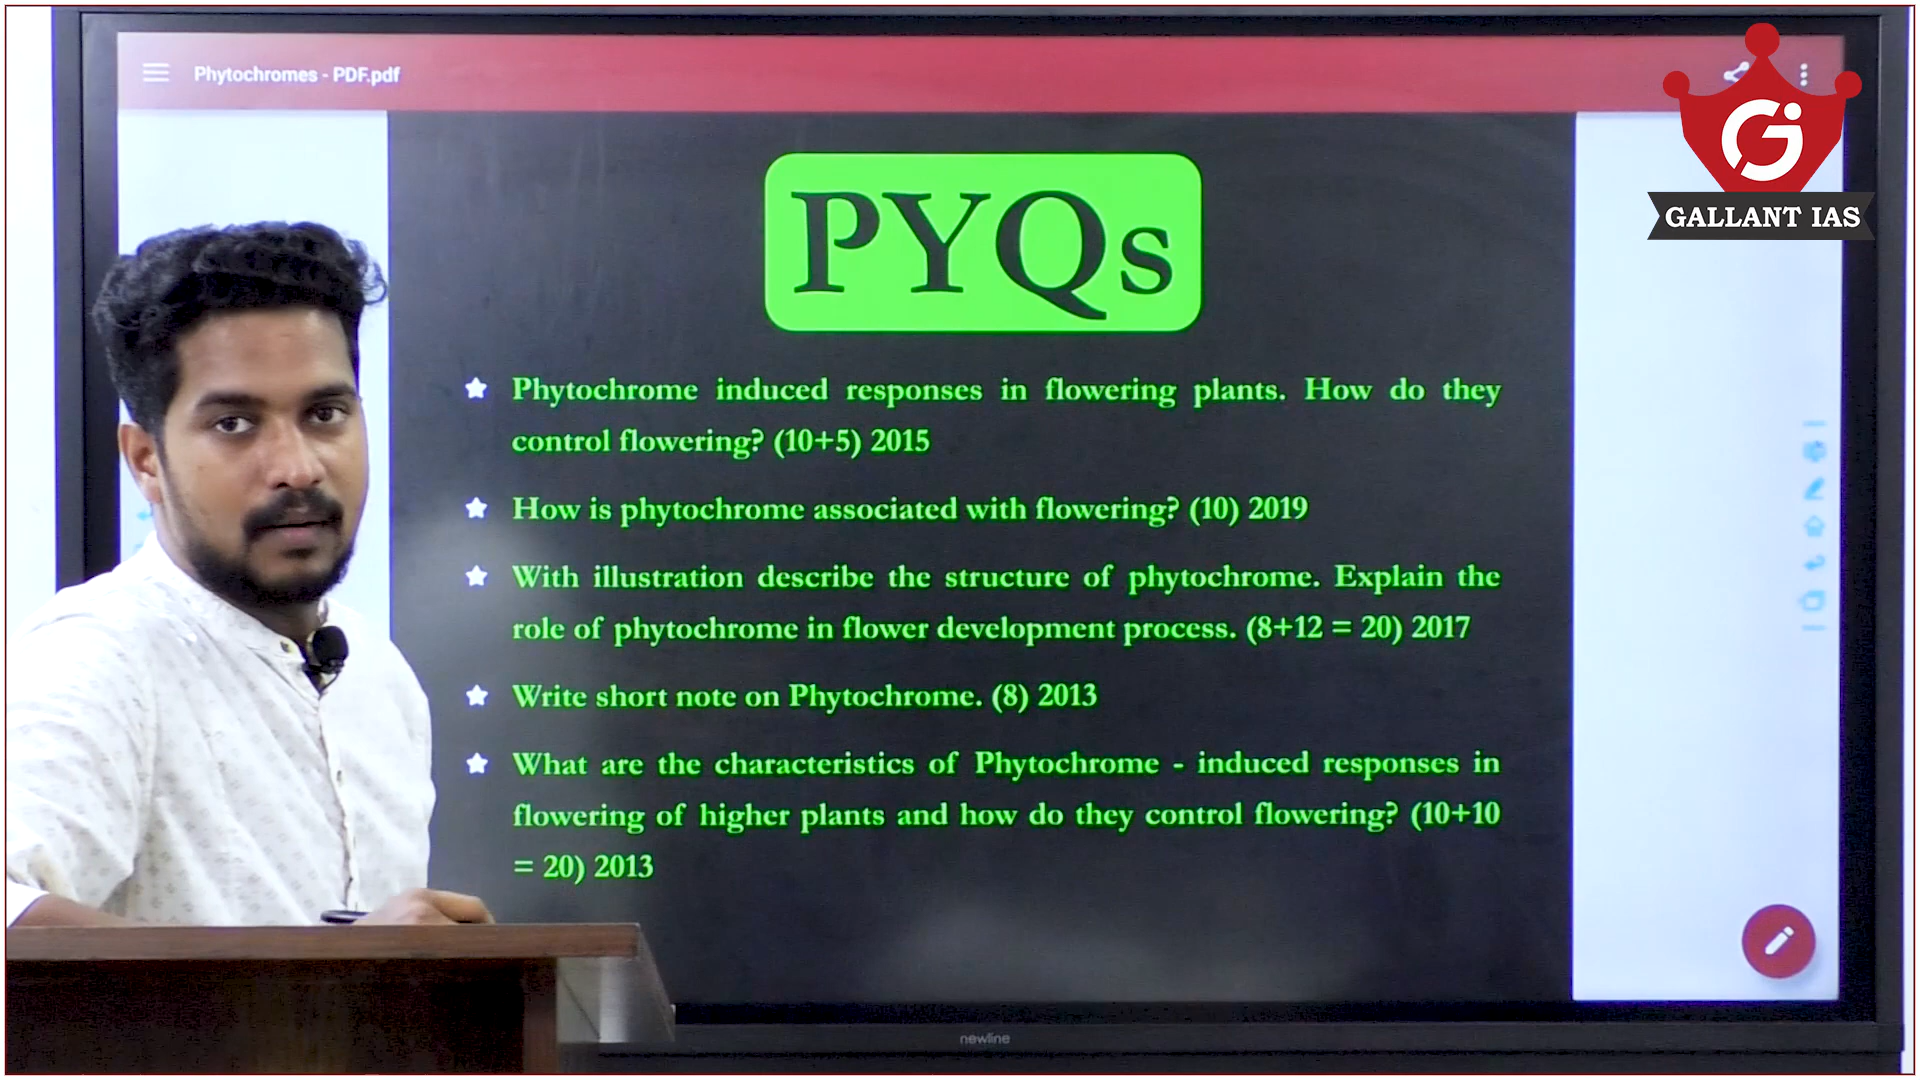 Phytochromes - PDF.pdf
GALLANT IAS
PYQs
Phytochrome induced responses in flowering plants. How do they
control flowering? (10+5) 2015
How is phytochrome associated with flowering? (10) 2019
With illustration describe the structure of phytochrome. Explain the
role of phytochrome in flower development process. (8+12 = 20) 2017
Write short note on Phytochrome. (8) 2013
What are the characteristics of Phytochrome - induced responses in
flowering of higher plants and how do they control flowering? (10+10
= 20) 2013
newline